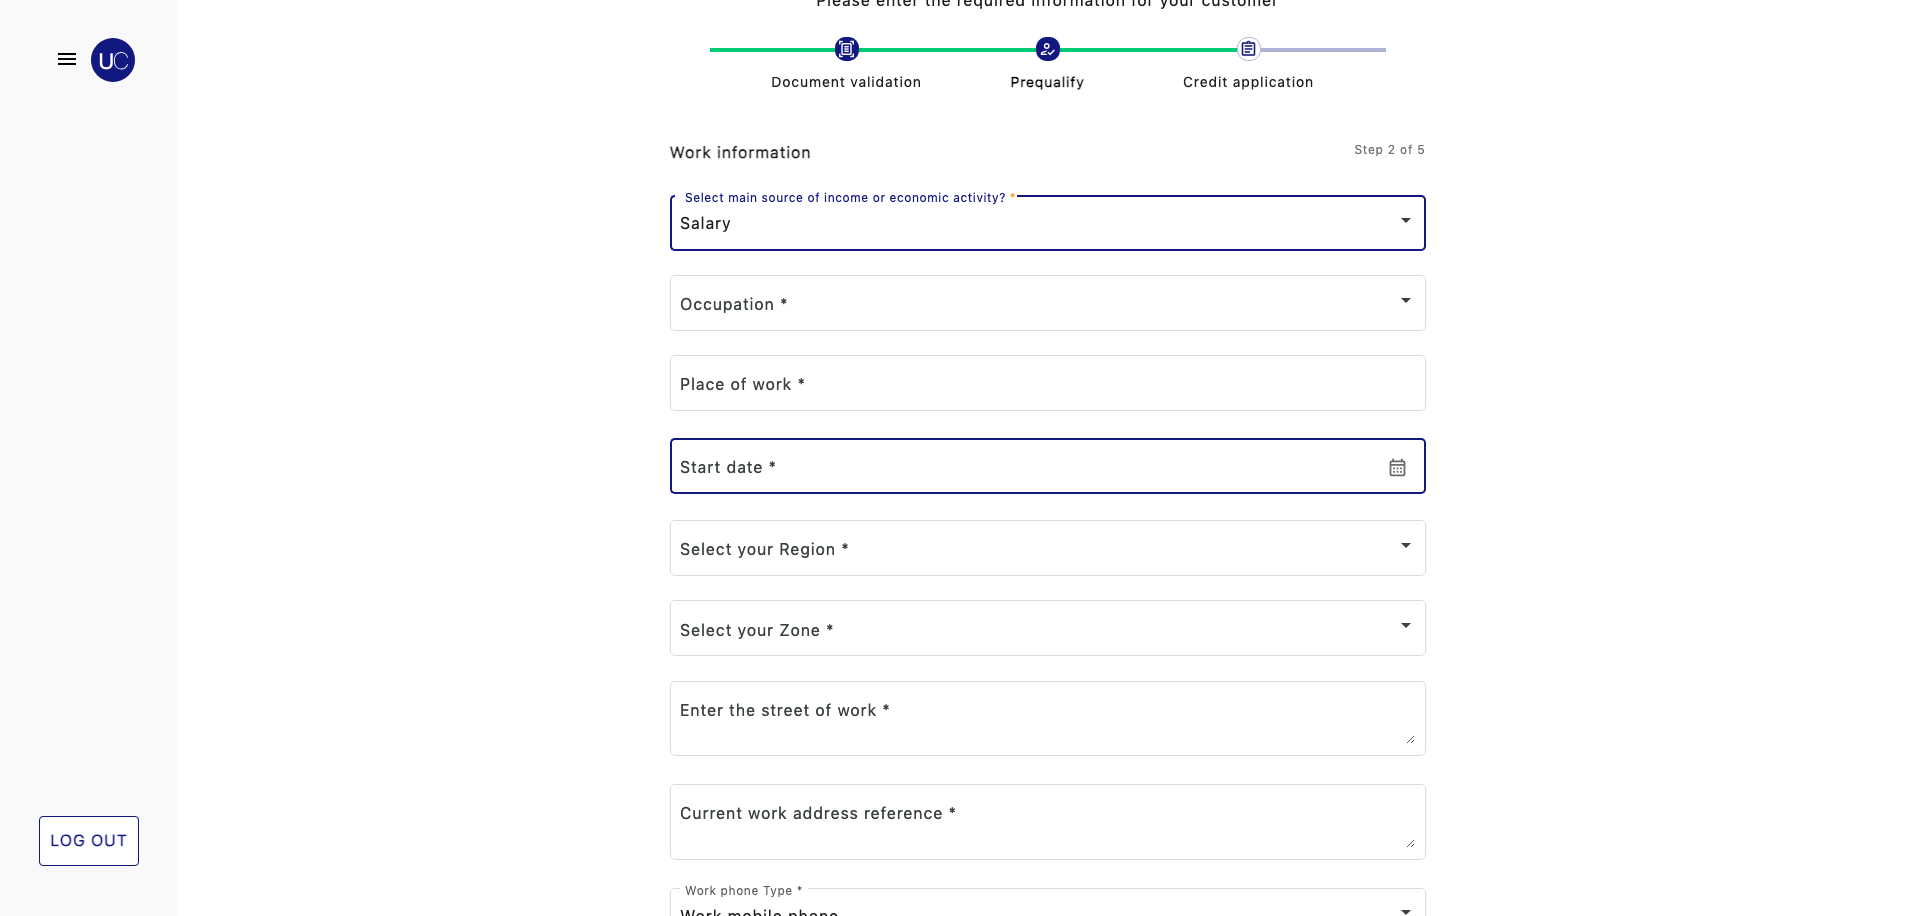 Please enter the required information for your customer
UC
Document validation
Prequalify
Credit application
Work information
Step 2 of 5
Select main source of income or economic activity? *
Salary
Occupation *
Place of work *
Start date *
Select your Region *
Select your Zone *
Enter the street of work *
Current work address reference *
LOG OUT
Work phone Type *
Work mobile phone